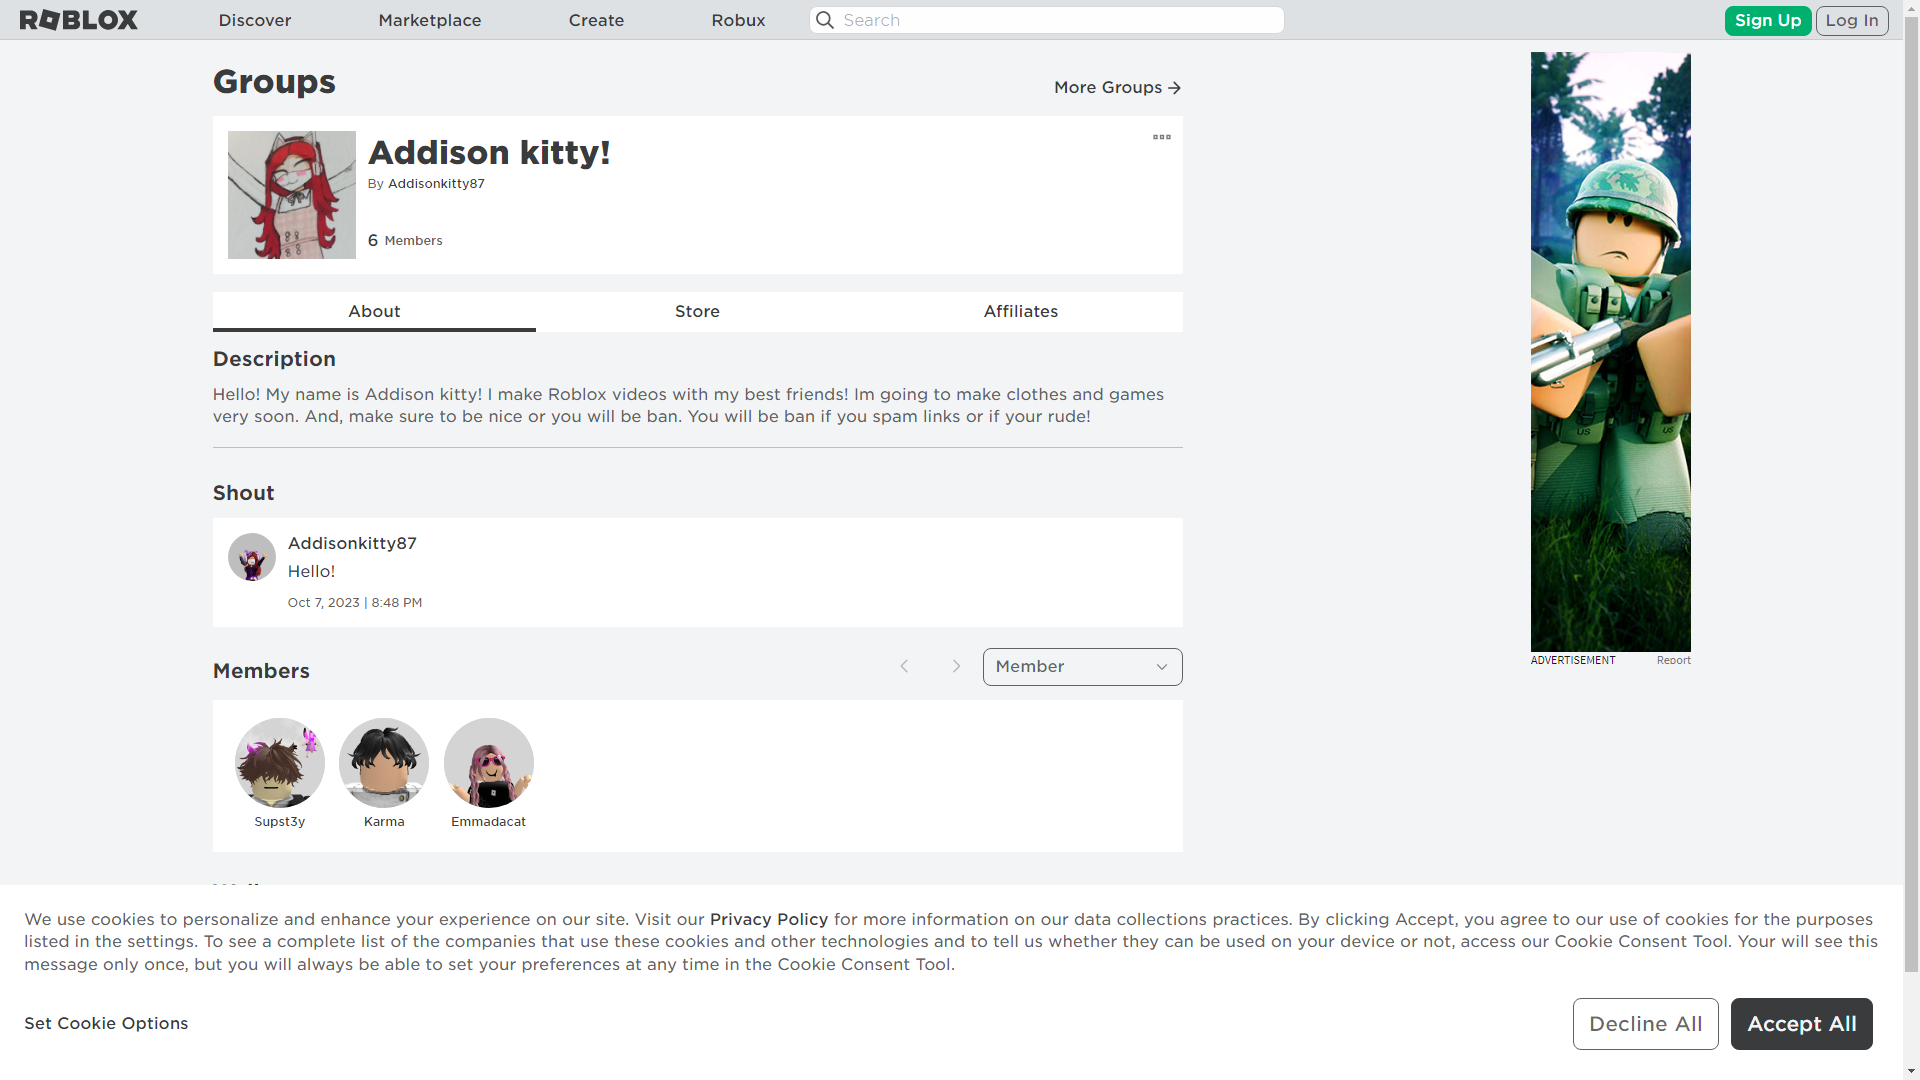 ROBLOX Discover Marketplace Create Robux Search Sign Up Log In
Groups
More Groups
Addison kitty!
By Addisonkitty87
6 Members
About Store Affiliates
Description
Hello! My name is Addison kitty! I make Roblox videos with my best friends! Im going to make clothes and games
very soon. And, make sure to be nice or you will be ban. You will be ban if you spam links or if your rude!
Shout
Addisonkitty87
Hello!
Oct 7, 2023 | 8:48 PM
US US
ADVERTISEMENT Report
Members
Member
Supst3y Karma Emmadacat
We use cookies to personalize and enhance your experience on our site. Visit our Privacy Policy for more information on our data collections practices. By clicking Accept, you agree to our use of cookies for the purposes
listed in the settings. To see a complete list of the companies that use these cookies and other technologies and to tell us whether they can be used on your device or not, access our Cookie Consent Tool. Your will see this
message only once, but you will always be able to set your preferences at any time in the Cookie Consent Tool.
Set Cookie Options
Decline All Accept All